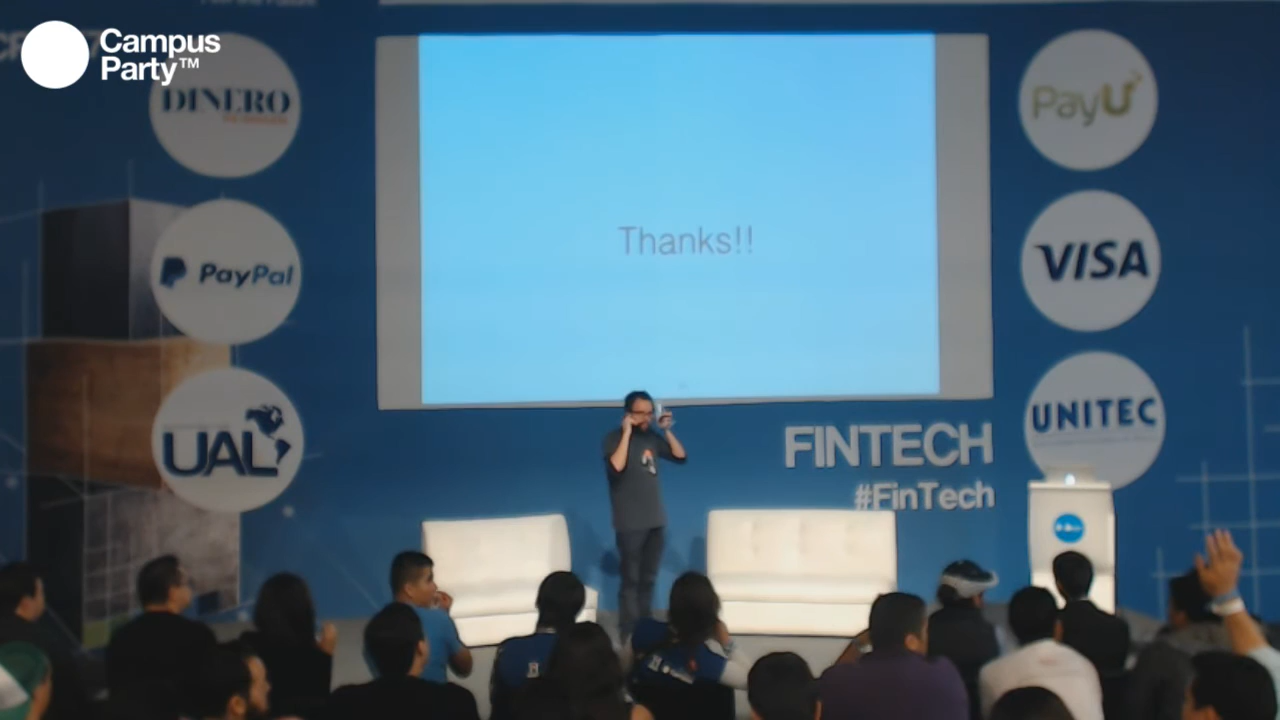 Campus
Party™
DINERO
PayPal
UAL
Thanks!!
PayU
VISA
UNITEC
FINTECH
#FinTech